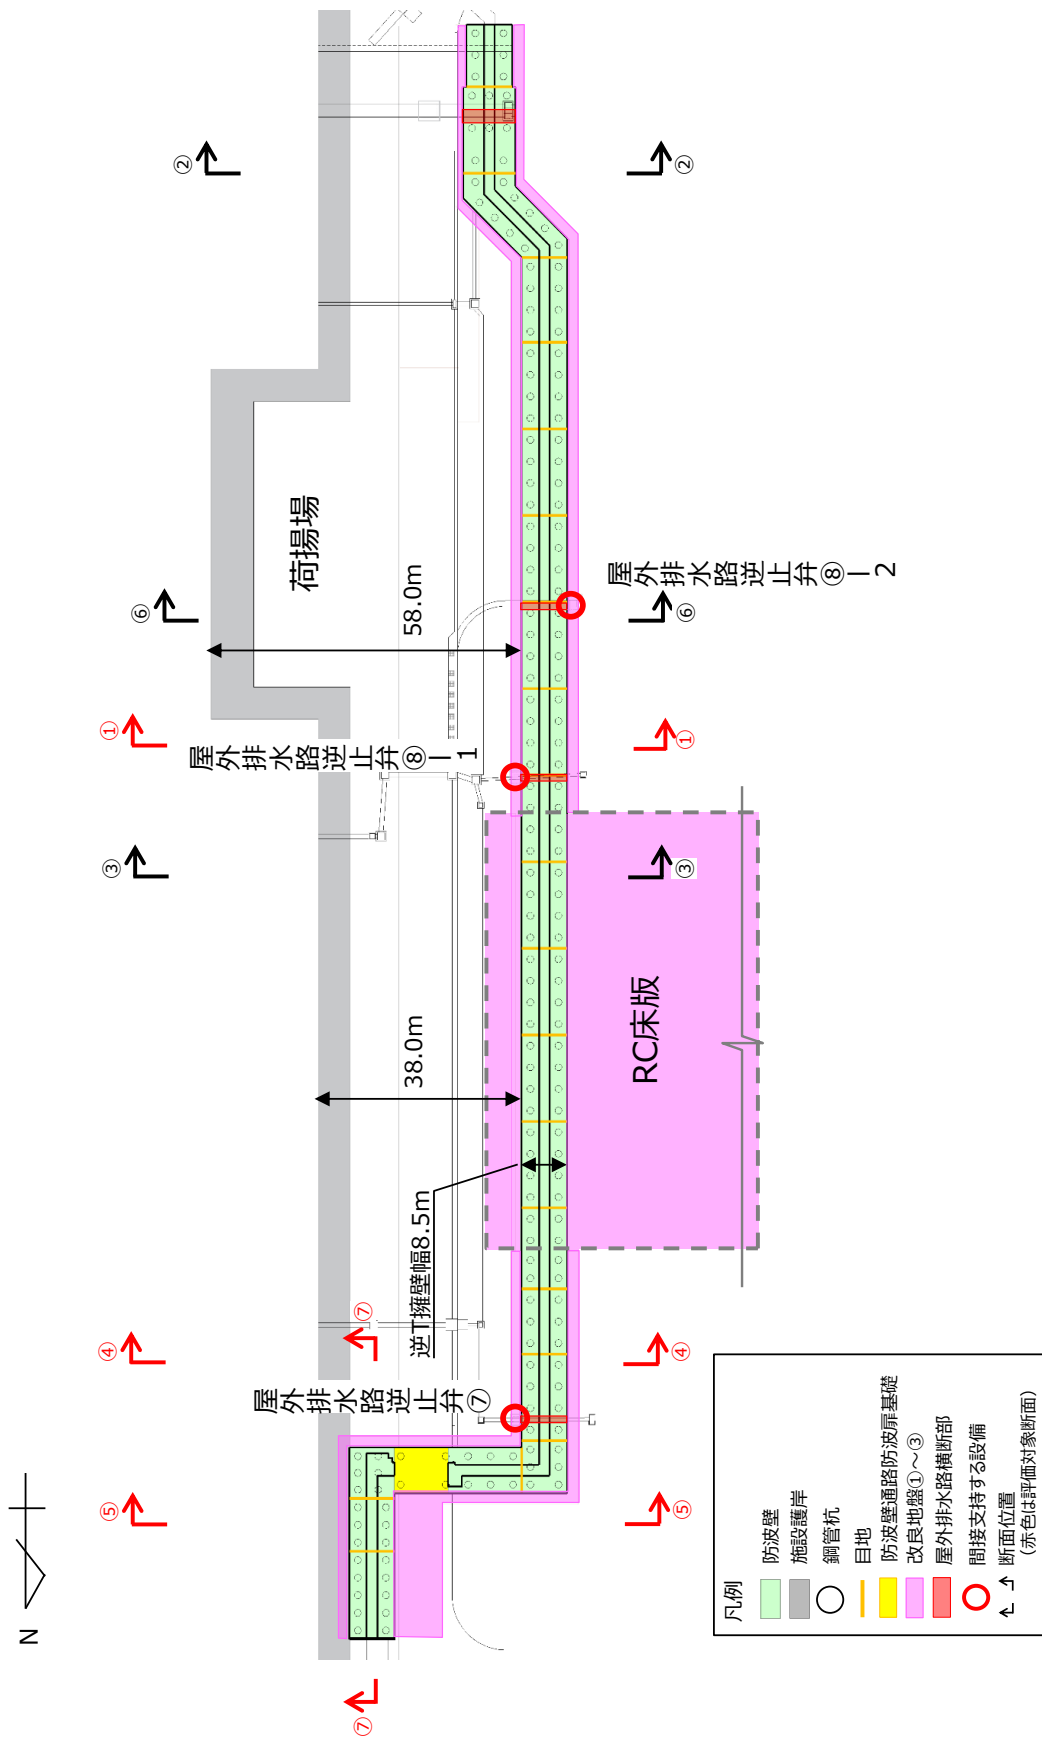 N
②
②
⑥
⑥
①
①
③
③
④
④
⑤
⑤
⑦
⑦
荷揚場
58.0m
38.0m
屋外排水路逆止弁⑧ー1
屋外排水路逆止弁⑧ー2
屋外排水路逆止弁⑦
逆T擁壁幅8.5m
RC床版
凡例
防波壁
施設護岸
鋼管杭
目地
防波壁通路防波扉基礎
改良地盤①～③
屋外排水路横断部
間接支持する設備
断面位置
（赤色は評価対象断面）